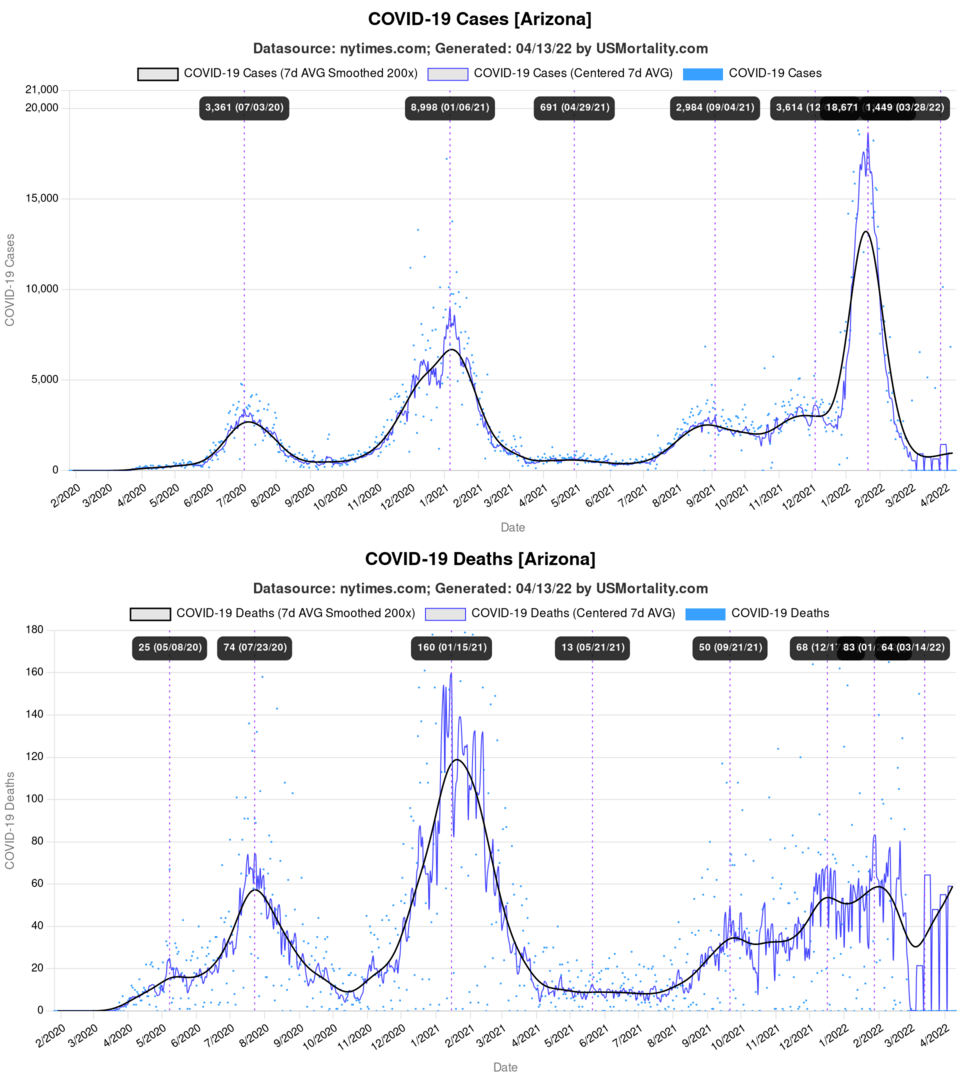 COVID-19 Cases [Arizona]
Datasource: nytimes.com; Generated: 04/13/22 by USMortality.com
COVID-19 Cases (7d AVG Smoothed 200x) COVID-19 Cases (Centered 7d AVG) COVID-19 Cases
21,000
3,361 (07/03/20) 8,998 (01/06/21) 691 (04/29/21) 2,984 (09/04/21) 3,614 (12 18,671 1,449 (03/28/22)
20,000
15,000
10,000
5,000
0
COVID-19 Cases
2/2020 3/2020 4/2020 5/2020 6/2020 7/2020 8/2020 9/2020 10/2020 11/2020 12/2020 1/2021 2/2021 3/2021 4/2021 5/2021 6/2021 7/2021 8/2021 9/2021 10/2021 11/2021 12/2021 1/2022 2/2022 3/2022 4/2022
Date
COVID-19 Deaths [Arizona]
Datasource: nytimes.com; Generated: 04/13/22 by USMortality.com
COVID-19 Deaths (7d AVG Smoothed 200x) COVID-19 Deaths (Centered 7d AVG) COVID-19 Deaths
180
25 (05/08/20) 74 (07/23/20) 160 (01/15/21) 13 (05/21/21) 50 (09/21/21) 68 (12/1 83 (01/ 64 (03/14/22)
160
140
120
100
80
60
40
20
0
COVID-19 Deaths
2/2020 3/2020 4/2020 5/2020 6/2020 7/2020 8/2020 9/2020 10/2020 11/2020 12/2020 1/2021 2/2021 3/2021 4/2021 5/2021 6/2021 7/2021 8/2021 9/2021 10/2021 11/2021 12/2021 1/2022 2/2022 3/2022 4/2022
Date